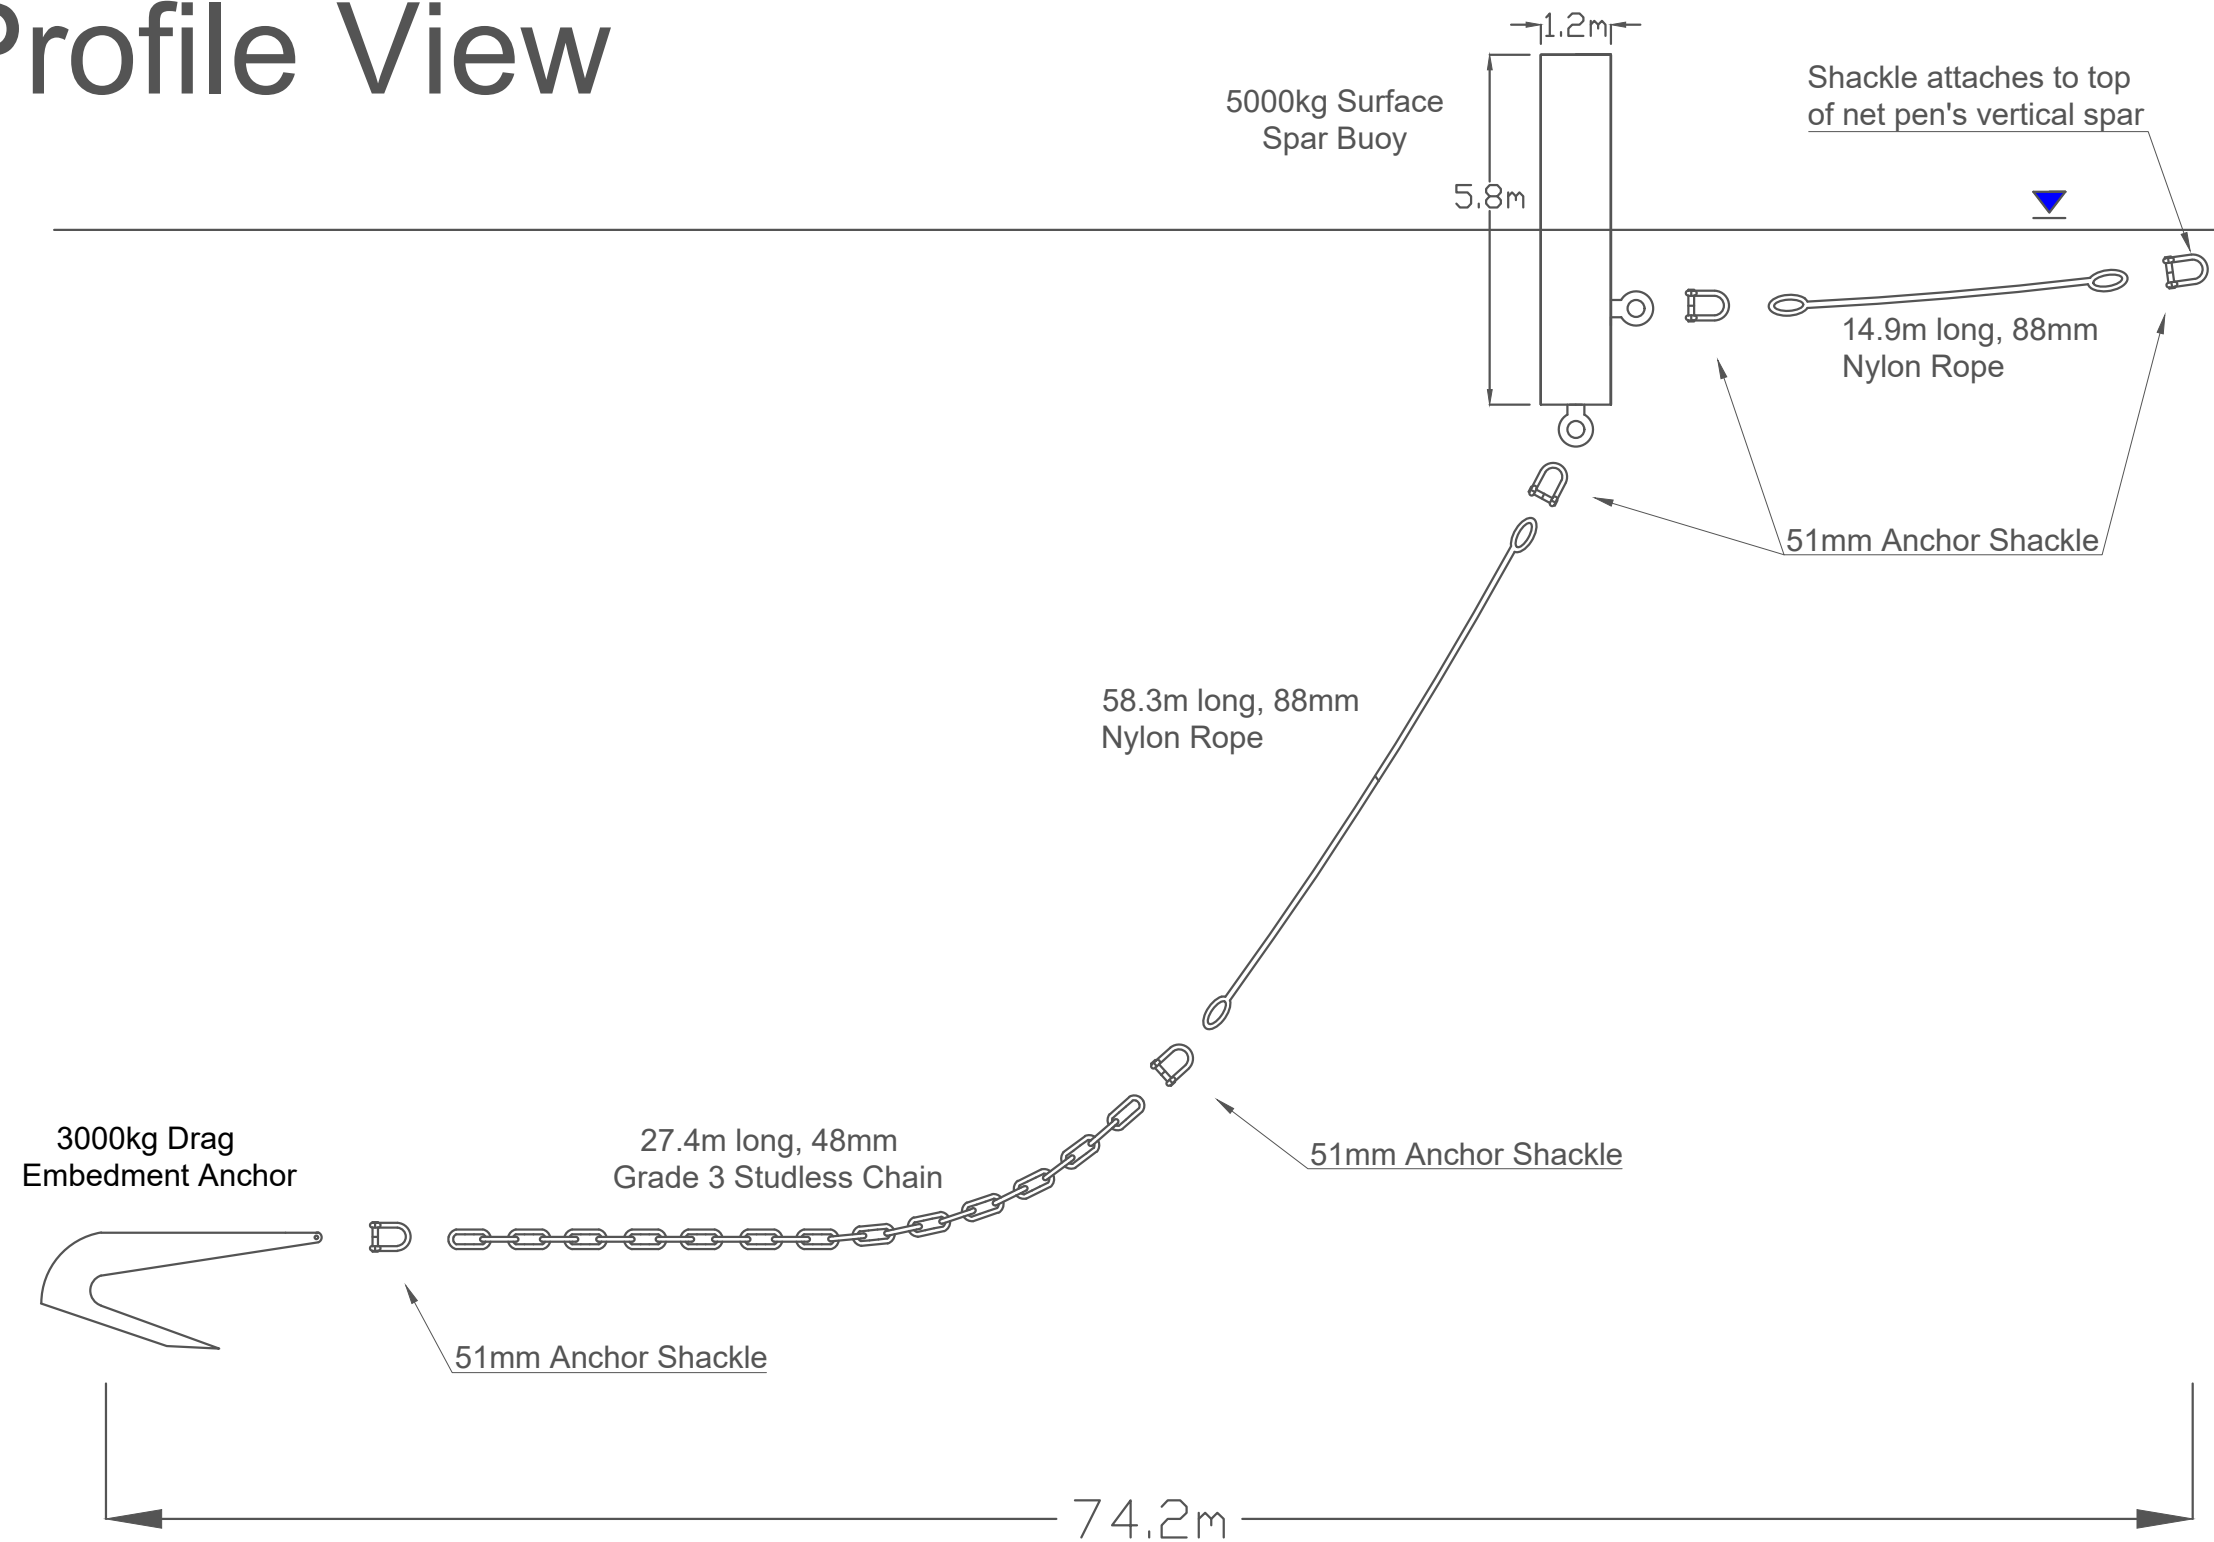 Profile View
1.2m
5000kg Surface
Spar Buoy
5.8m
Shackle attaches to top
of net pen's vertical spar
14.9m long, 88mm
Nylon Rope
51mm Anchor Shackle
58.3m long, 88mm
Nylon Rope
3000kg Drag
Embedment Anchor
27.4m long, 48mm
Grade 3 Studless Chain
51mm Anchor Shackle
51mm Anchor Shackle
74.2m